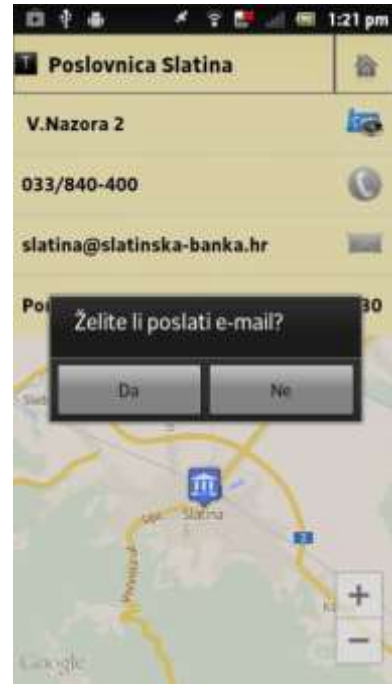 1:21 pm
Poslovnica Slatina
V.Nazora 2
033/840-400
slatina@slatinska-banka.hr
30
Želite li poslati e-mail?
Da Ne
Slatina
2
+
−
Google